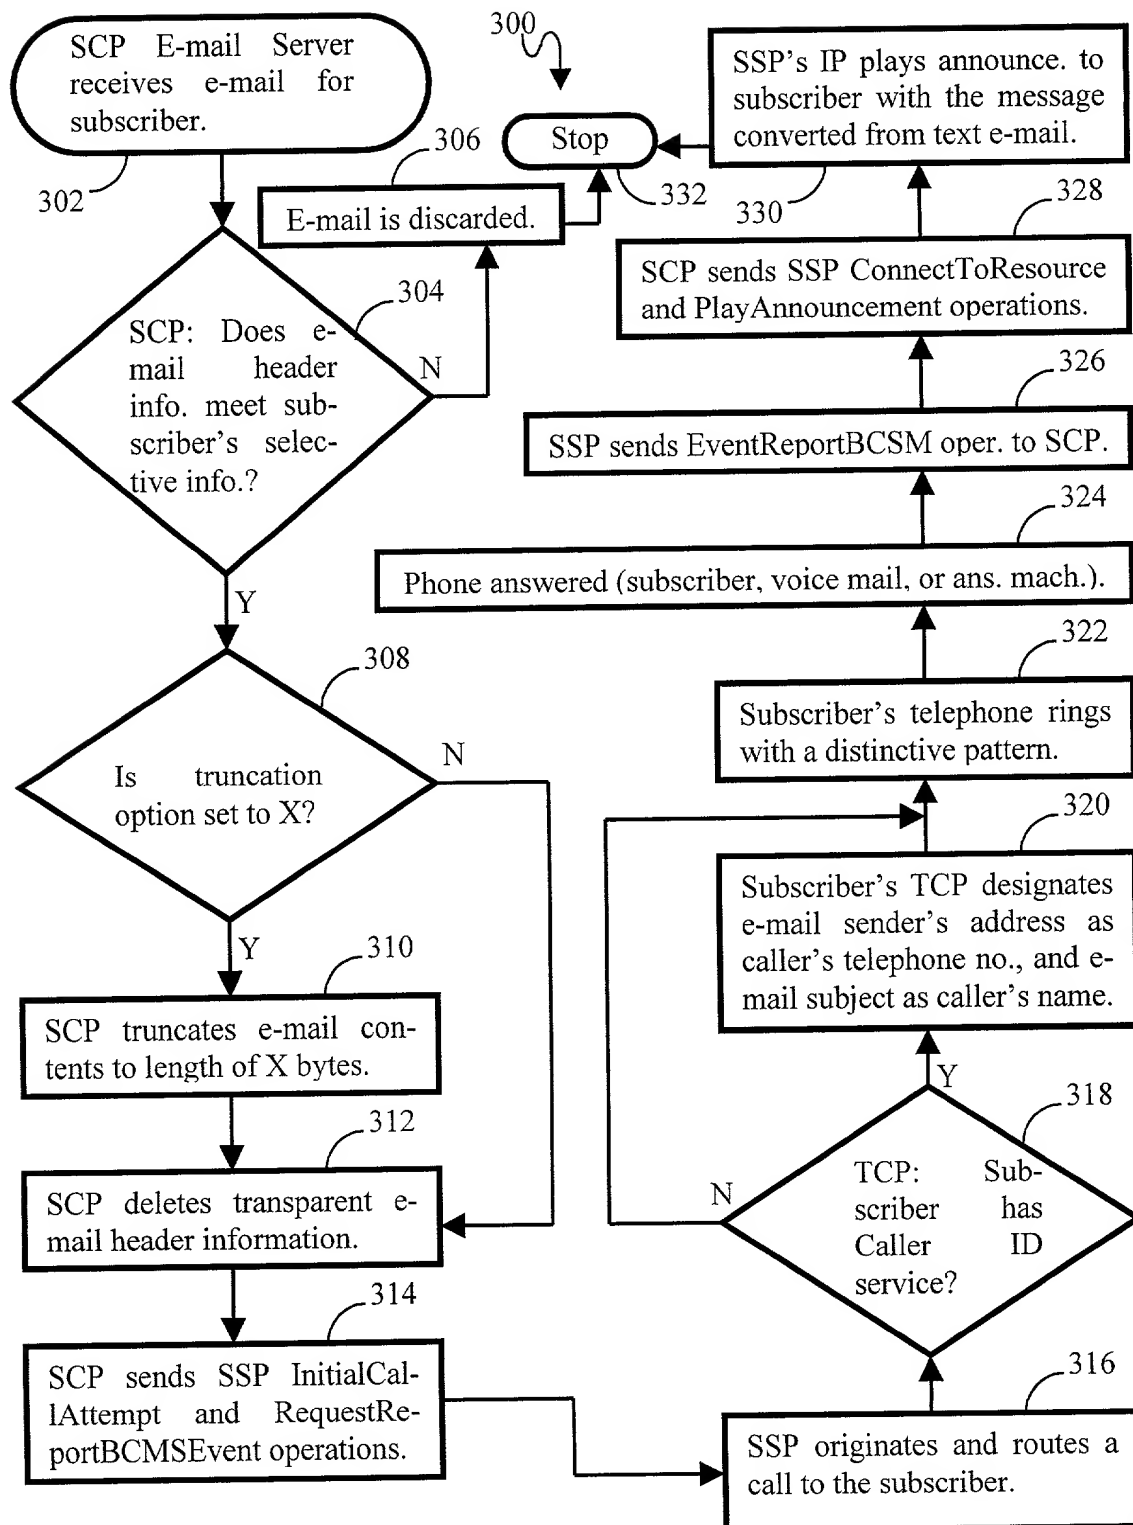 SCP E-mail Server
receives e-mail for
subscriber.
302
300
Stop
332
306
E-mail is discarded.
304
SCP: Does e-
mail header
info. meet sub-
scriber's selec-
tive info.?
N
Y
308
Is truncation
option set to X?
N
Y
310
SCP truncates e-mail con-
tents to length of X bytes.
312
SCP deletes transparent e-
mail header information.
314
SCP sends SSP InitialCal-
lAttempt and RequestRe-
portBCMSEvent operations.
316
SSP originates and routes a
call to the subscriber.
318
TCP: Sub-
scriber has
Caller ID
service?
N
Y
320
Subscriber's TCP designates
e-mail sender's address as
caller's telephone no., and e-
mail subject as caller's name.
322
Subscriber's telephone rings
with a distinctive pattern.
324
Phone answered (subscriber, voice mail, or ans. mach.).
326
SSP sends EventReportBCSM oper. to SCP.
328
SCP sends SSP ConnectToResource
and PlayAnnouncement operations.
330
SSP's IP plays announce. to
subscriber with the message
converted from text e-mail.